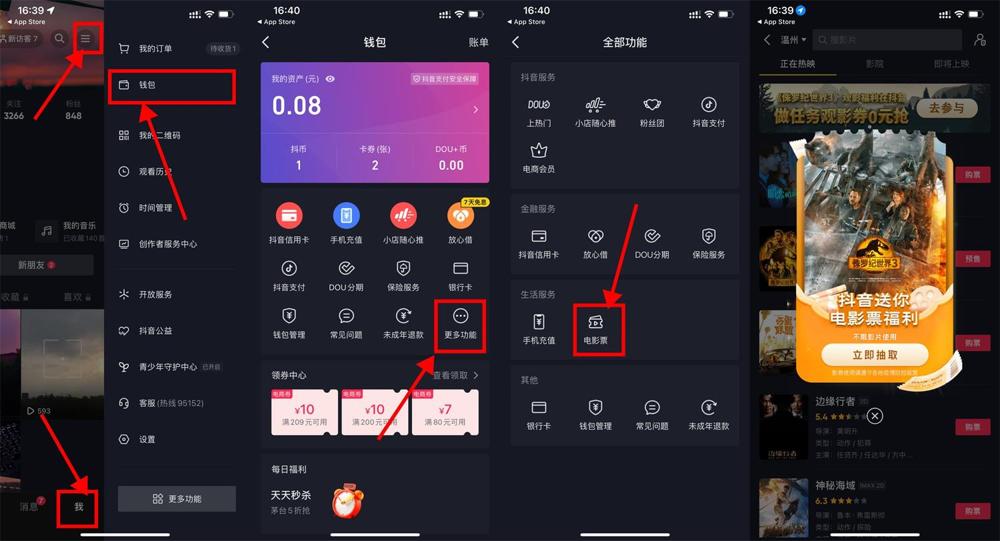 16:39
App Store
新访客 7
关注
粉丝
3266
848
商城
我的音乐
已收藏140首
新朋友 2
收藏
喜欢
593
消息 7
我
我的订单
待收货1
钱包
我的二维码
观看历史
时间管理
创作者服务中心
开放服务
抖音公益
青少年守护中心 已开启
客服 (热线 95152)
设置
更多功能
16:40
App Store
钱包
账单
我的资产 (元)
抖音支付安全保障
0.08
抖币
卡券 (张)
DOU+币
1
2
0.00
7天免息
抖音信用卡
手机充值
小店随心推
放心借
抖音支付
DOU分期
保险服务
银行卡
钱包管理
常见问题
未成年退款
更多功能
领券中心
查看领取
电商券
电商券
电商券
¥10
¥10
¥7
满209元可用
满200元可用
满80元可用
每日福利
天天秒杀
茅台5折抢
16:40
App Store
全部功能
抖音服务
DOU+
上热门
小店随心推
粉丝团
抖音支付
电商会员
金融服务
抖音信用卡
放心借
DOU分期
保险服务
生活服务
手机充值
电影票
其他
银行卡
钱包管理
常见问题
未成年退款
16:39
App Store
温州
搜影片
正在热映
影院
即将上映
《侏罗纪世界3》观影福利在抖音
做任务观影券0元抢
去参与
购票
预售
购票
侏罗纪世界3
抖音送你
电影票福利
不限影片使用
立即抽取
边缘行者 2D
5.4
导演：黄明升
类型：动作 / 犯罪
主演：任贤齐 / 任达华 / 方中...
购票
边缘行者
神秘海域 IMAX 2D
6.3
导演：鲁本·弗雷斯彻
类型：动作 / 冒险
购票